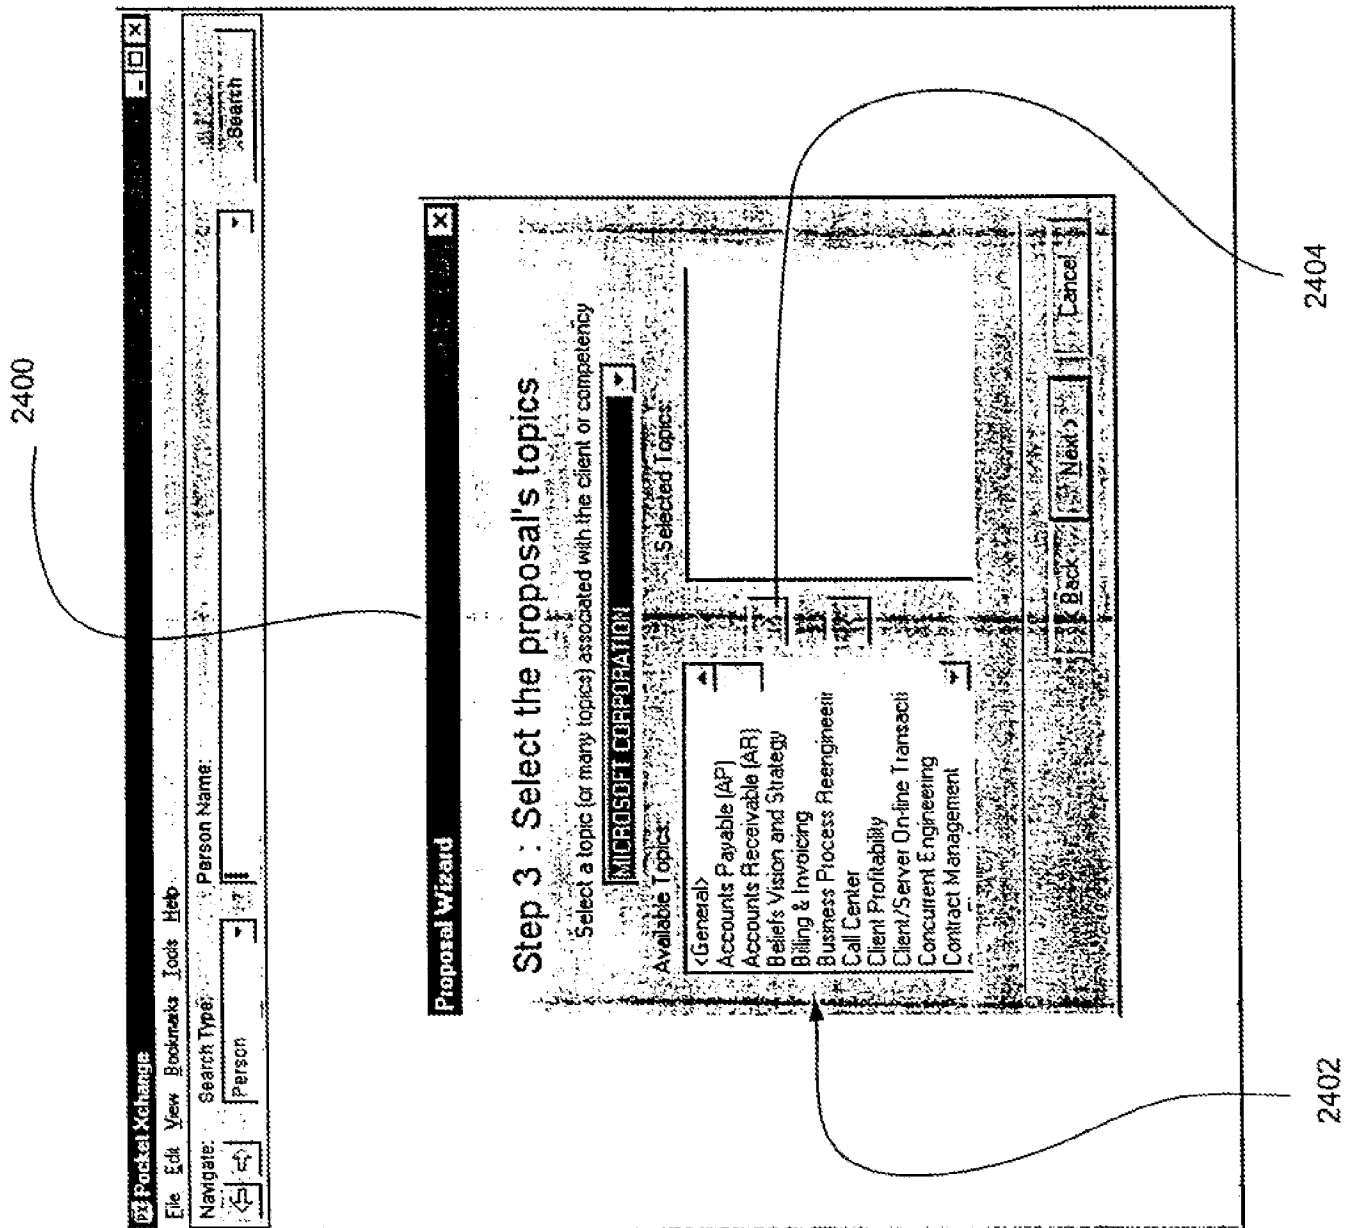 2400
Pocket Xchange
File Edit View Bookmarks Tools Help
Navigate: Search Type: Person Name:
Person Search
Proposal Wizard
Step 3 : Select the proposal's topics
Select a topic (or many topics) associated with the client or competency
MICROSOFT CORPORATION
Available Topics: Selected Topics:
<General>
Accounts Payable (AP)
Accounts Receivable (AR)
Beliefs Vision and Strategy
Billing & Invoicing
Business Process Reengineeri
Call Center
Client Profitability
Client/Server On-line Transacti
Concurrent Engineering
Contract Management
< Back Next > Cancel
2402
2404